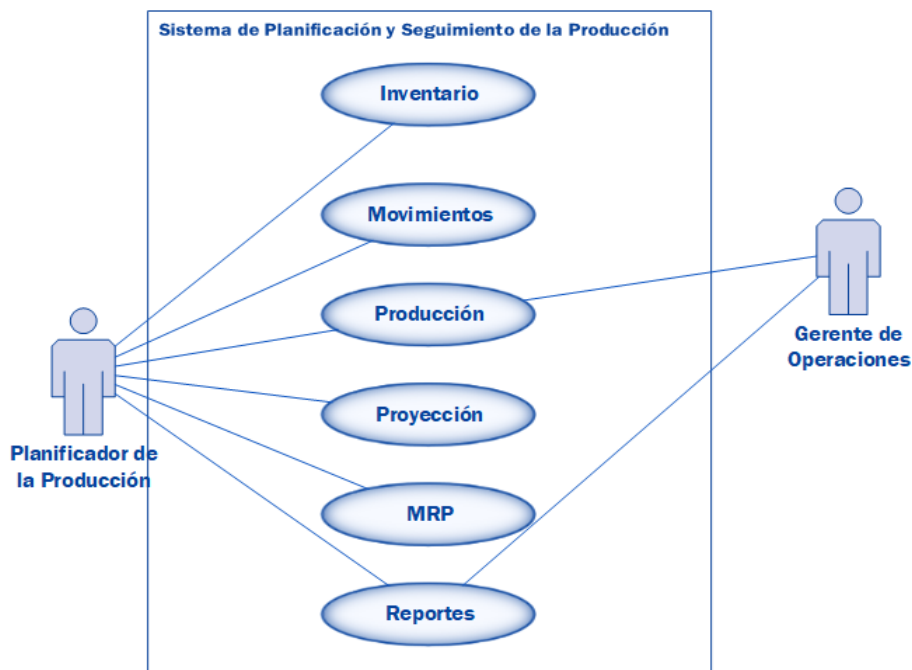 Sistema de Planificación y Seguimiento de la Producción
Inventario
Movimientos
Producción
Gerente de
Operaciones
Proyección
Planificador de
la Producción
MRP
Reportes